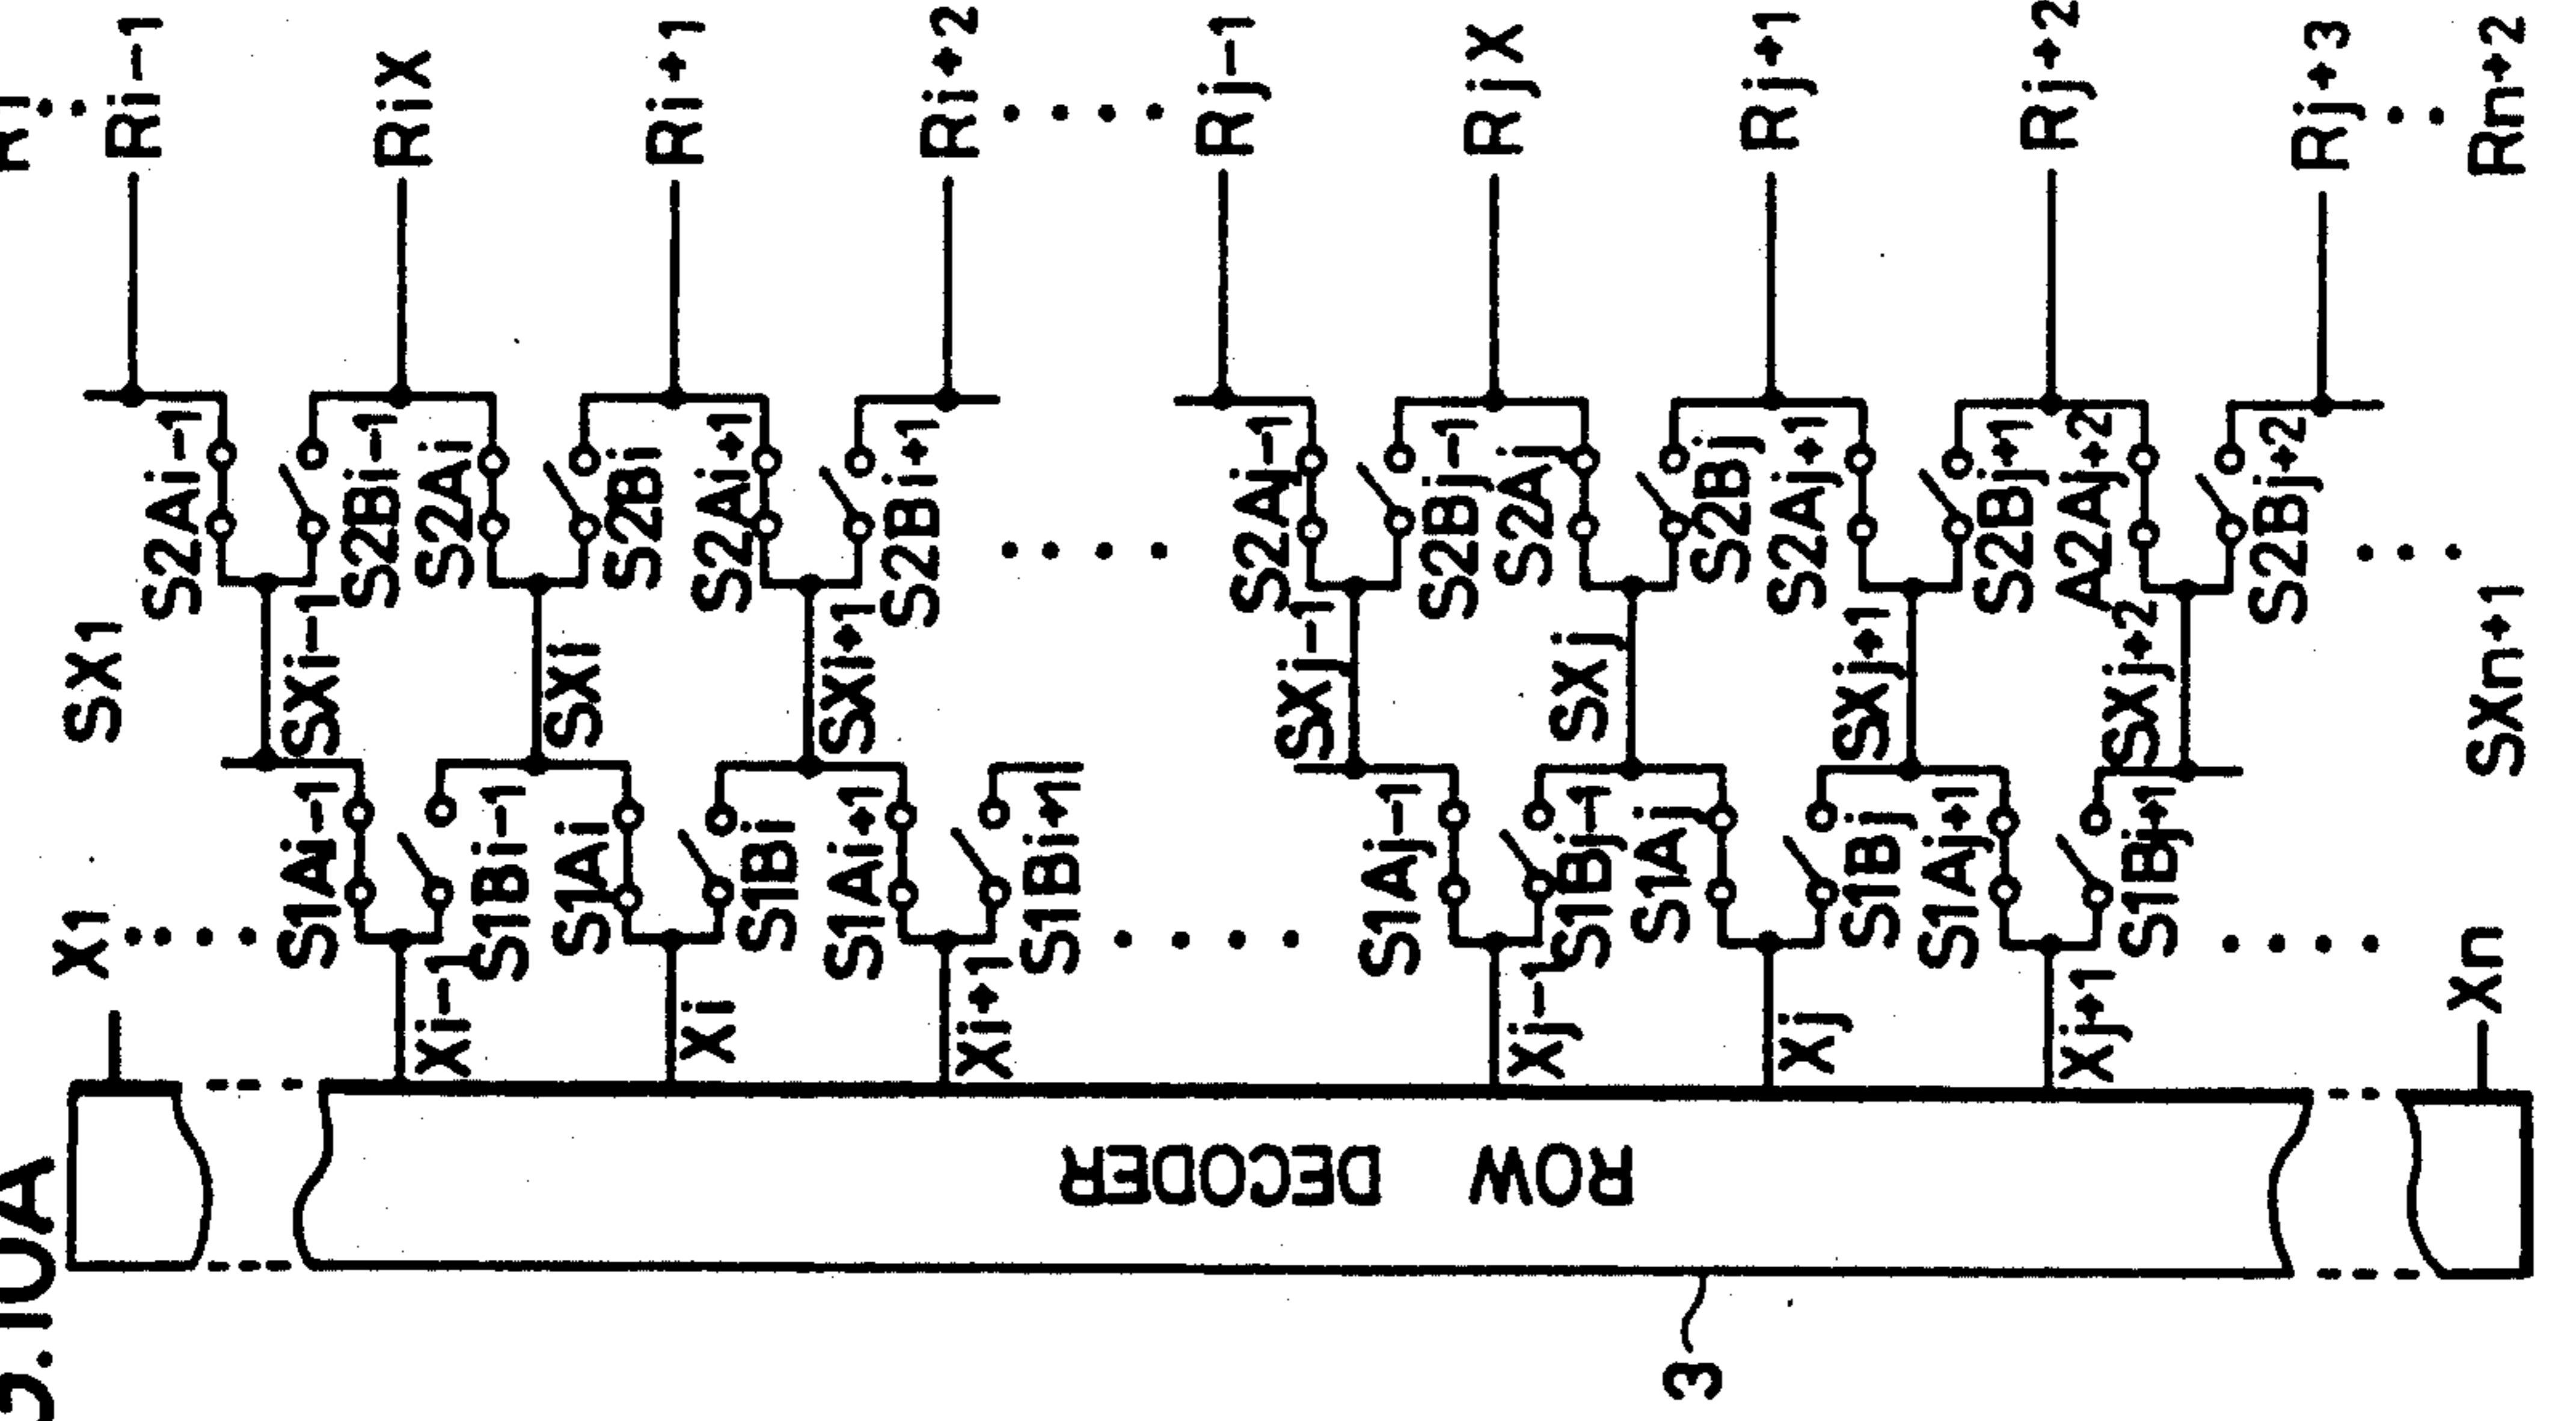 FIG. 10A
X1
SX1
R1
Ri-1
S2Ai-1
SXi-1
S1Ai-1
Xi-1
S2Bi-1
RiX
S1Bi-1
S2Ai
SXi
S1Ai
Xi
S2Bi
Ri+1
S1Bi
S2Ai+1
SXi+1
S1Ai+1
Xi+1
S2Bi+1
Ri+2
S1Bi+1
Rj-1
S2Aj-1
SXj-1
S1Aj-1
Xj-1
S2Bj-1
RjX
S1Bj-1
S2Aj
SXj
S1Aj
Xj
S2Bj
Rj+1
S1Bj
S2Aj+1
SXj+1
S1Aj+1
Xj+1
S2Bj+1
Rj+2
S1Bj+1
A2Aj+2
SXj+2
S2Bj+2
Rj+3
Xn
SXn+1
Rn+2
ROW DECODER
3